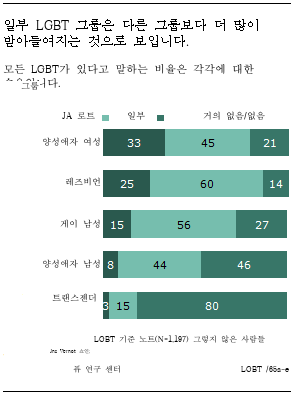 일부 LGBT 그룹은 다른 그룹보다 더 많이
받아들여지는 것으로 보입니다.
모든 LGBT가 있다고 말하는 비율은 각각에 대한
그룹 니다.
JA 로트 일부 거의 없음/없음
양성애자 여성 33 45 21
레즈비언 25 60 14
게이 남성 15 56 27
양성애자 남성 8 44 46
트랜스젠더 3 15 80
LGBT 기준 노트(N=1,197) 그렇지 않은 사람들
퓨 연구 센터 LGBT /65a-e